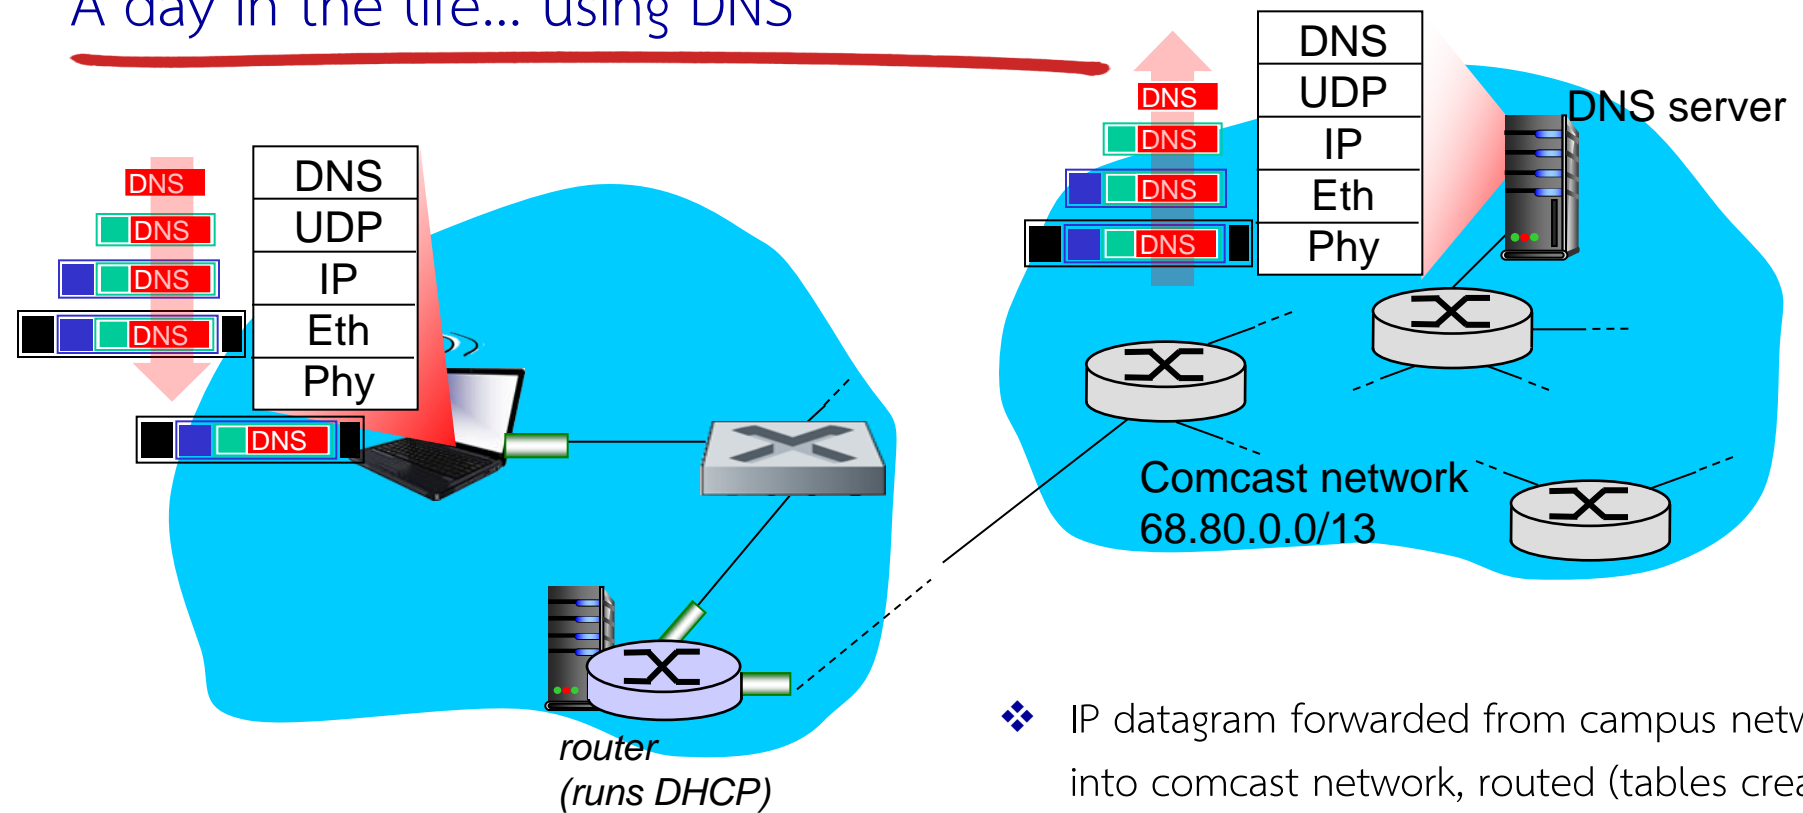 A day in the life… using DNS
DNS
DNS
DNS
DNS
DNS
UDP
IP
Eth
Phy
DNS
DNS
DNS
DNS
DNS
DNS
UDP
IP
Eth
Phy
DNS server
Comcast network
68.80.0.0/13
router
(runs DHCP)
❖ IP datagram forwarded from campus
into comcast network, routed (tables